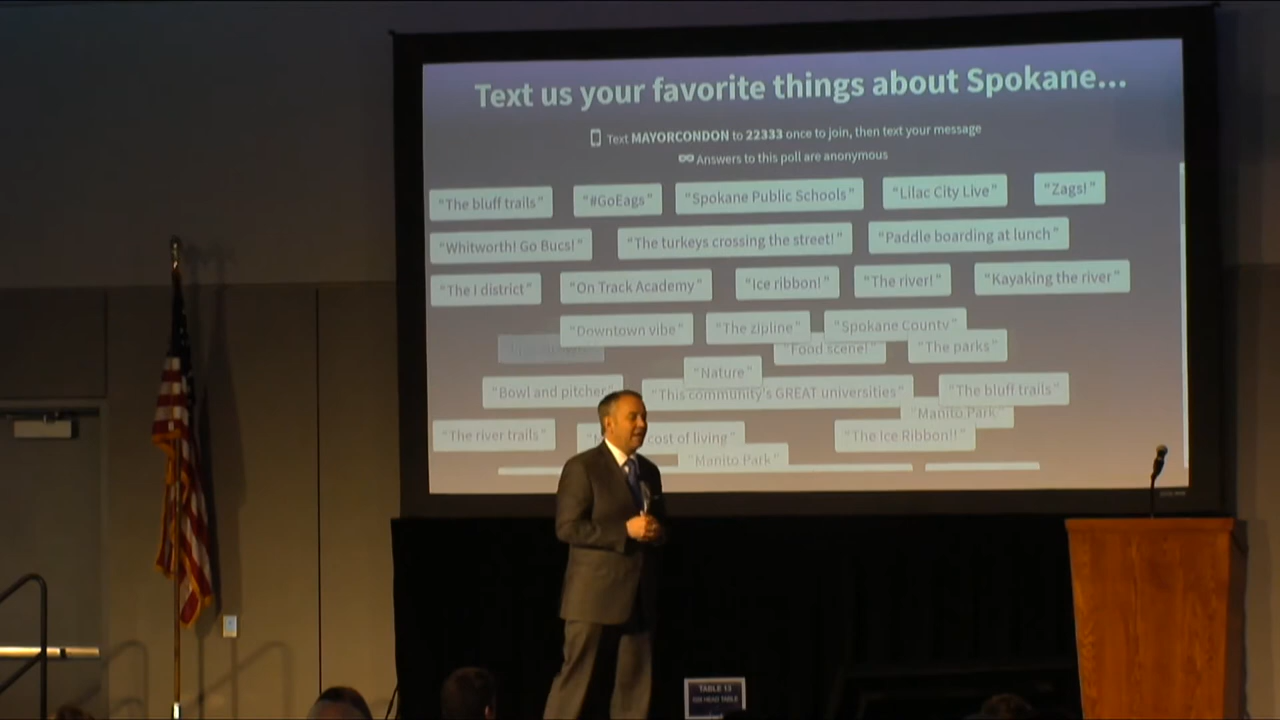 Text us your favorite things about Spokane...
Text MAYORCONDON to 22333 once to join, then text your message
Answers to this poll are anonymous
"The bluff trails" "#GoEags" "Spokane Public Schools" "Lilac City Live" "Zags!"
"Whitworth! Go Bucs!" "The turkeys crossing the street!" "Paddle boarding at lunch"
"The I district" "On Track Academy" "Ice ribbon!" "The river!" "Kayaking the river"
"Downtown vibe" "The zipline" "Spokane County"
"Food scene!" "The parks"
"Nature"
"Bowl and pitcher" "This community's GREAT universities" "The bluff trails"
"Manito Park"
"The river trails" cost of living" "The Ice Ribbon!!"
"Manito Park"
TABLE 13
HEAD TABLE